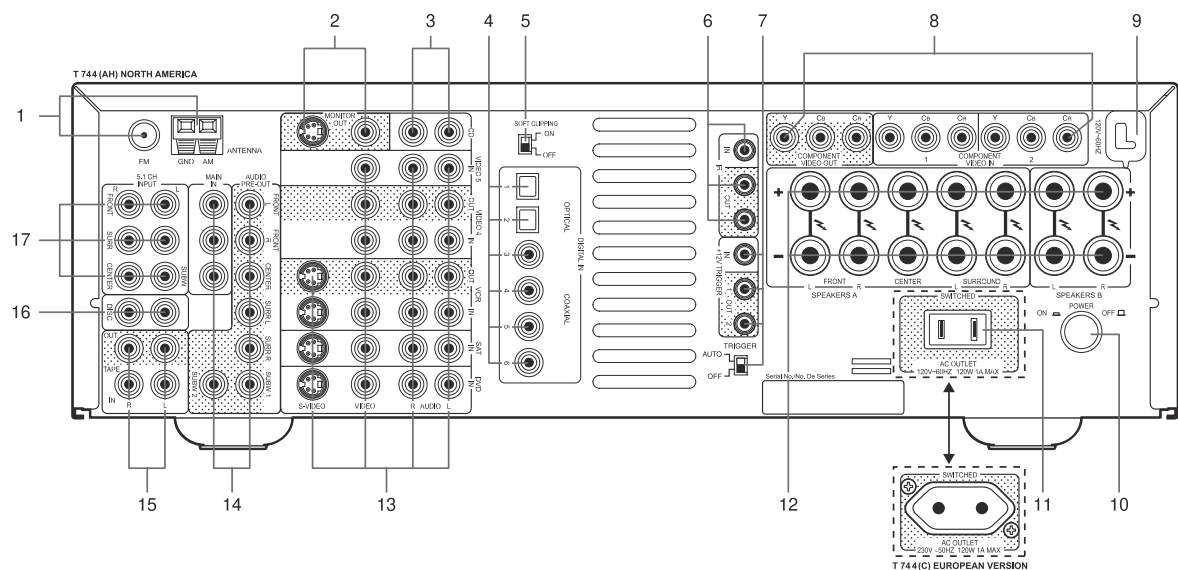 1 2 3 4 5 6 7 8 9
T 744 (AH) NORTH AMERICA
FM
GND AM
ANTENNA
MONITOR OUT
CD
SOFT CLIPPING
ON
OFF
5.1 CH INPUT
R L
FRONT
SURR
CENTER
SUBW
MAIN IN
AUDIO PRE-OUT
FRONT L
FRONT R
CENTER
SURR L
SURR R
SUBW 1
SUBW 2
DISC
OUT
TAPE
IN
R L
VIDEO 5
IN
OUT
VIDEO 4
IN
OUT
VCR
IN
SAT
DVD
S-VIDEO VIDEO R AUDIO L
1
2
3
4
5
6
OPTICAL
COAXIAL
DIGITAL IN
IN
IR
OUT
1
2
IN
+12V TRIGGER
OUT
TRIGGER
AUTO
OFF
Y CB CR
COMPONENT VIDEO OUT
Y CB CR Y CB CR
1 COMPONENT VIDEO IN 2
120V~60HZ
+ +
– –
FRONT CENTER SURROUND
L R L R L R
SPEAKERS A SPEAKERS B
SWITCHED
AC OUTLET
120V~60HZ 120W 1A MAX
POWER
ON OFF
Serial No./No. De Series
SWITCHED
AC OUTLET
230V ~50HZ 120W 1A MAX
T 744(C) EUROPEAN VERSION
17
16
15 14 13 12 11 10